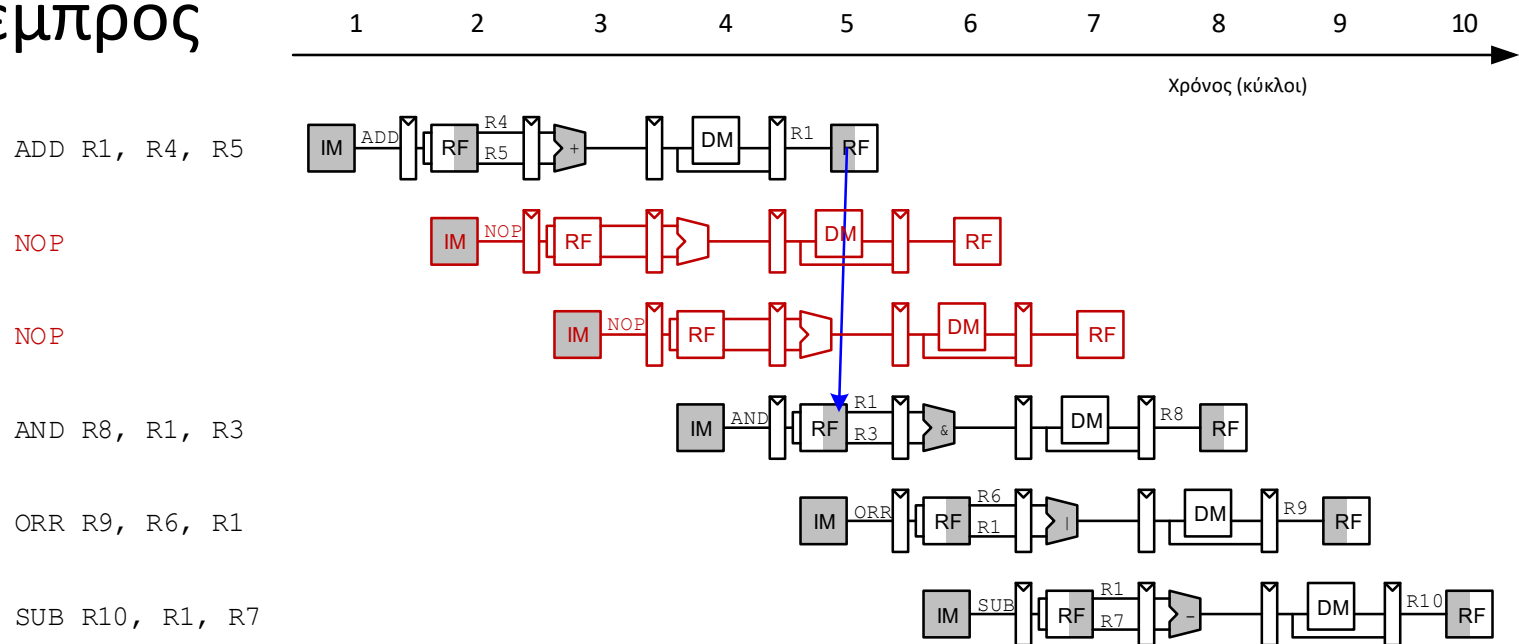 εμπρος
1 2 3 4 5 6 7 8 9 10
Χρόνος (κύκλοι)
ADD R1, R4, R5
IM ADD RF R4 R5 + DM R1 RF
NOP
IM NOP RF DM RF
NOP
IM NOP RF DM RF
AND R8, R1, R3
IM AND RF R1 R3 & DM R8 RF
ORR R9, R6, R1
IM ORR RF R6 R1 | DM R9 RF
SUB R10, R1, R7
IM SUB RF R1 R7 - DM R10 RF